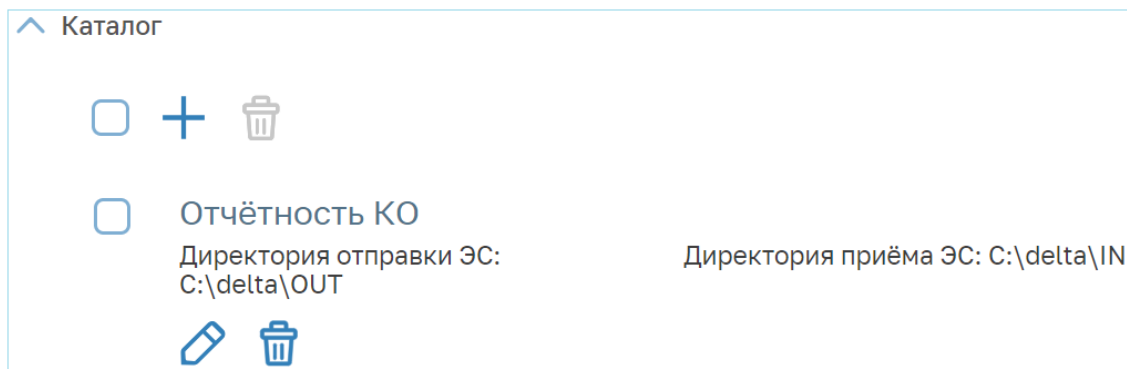 Каталог
Отчётность КО
Директория отправки ЭС:
C:\delta\OUT
Директория приёма ЭС: C:\delta\IN